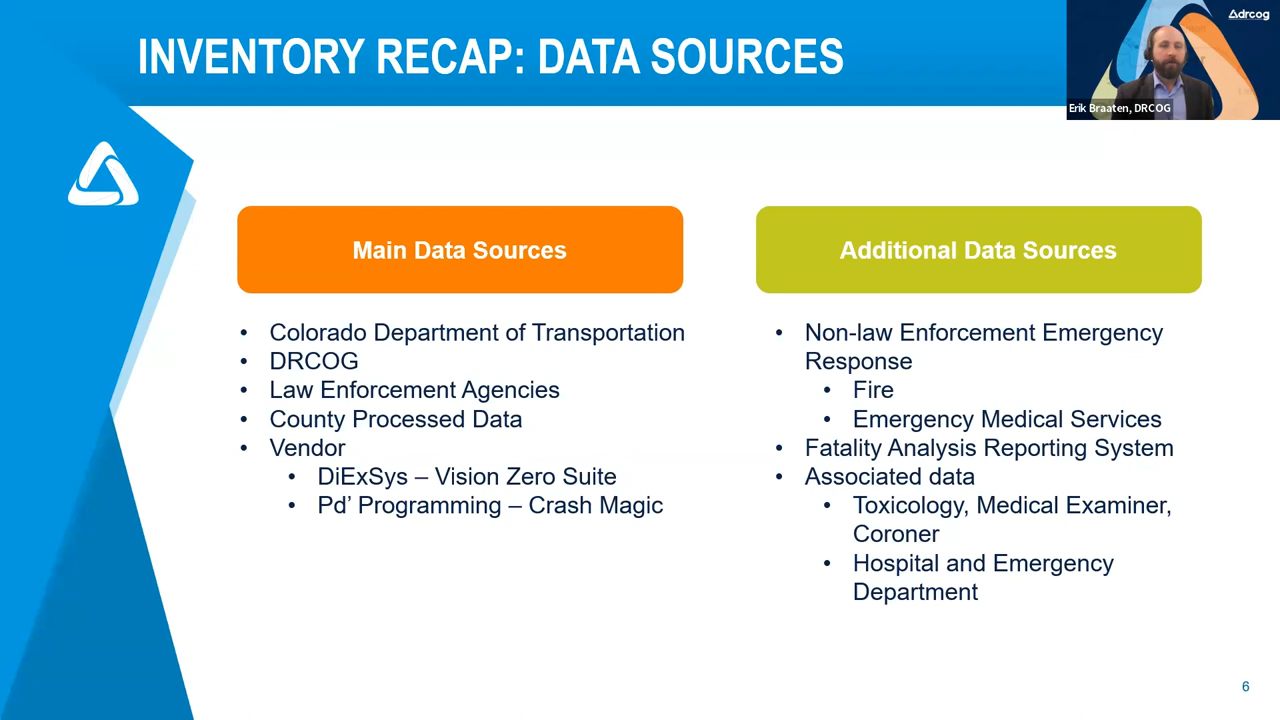 INVENTORY RECAP: DATA SOURCES
drcog
Erik Braaten, DRCOG
Main Data Sources
• Colorado Department of Transportation
• DRCOG
• Law Enforcement Agencies
• County Processed Data
• Vendor
• DiExSys – Vision Zero Suite
• Pd’ Programming – Crash Magic
Additional Data Sources
• Non-law Enforcement Emergency
Response
• Fire
• Emergency Medical Services
• Fatality Analysis Reporting System
• Associated data
• Toxicology, Medical Examiner,
Coroner
• Hospital and Emergency
Department
6